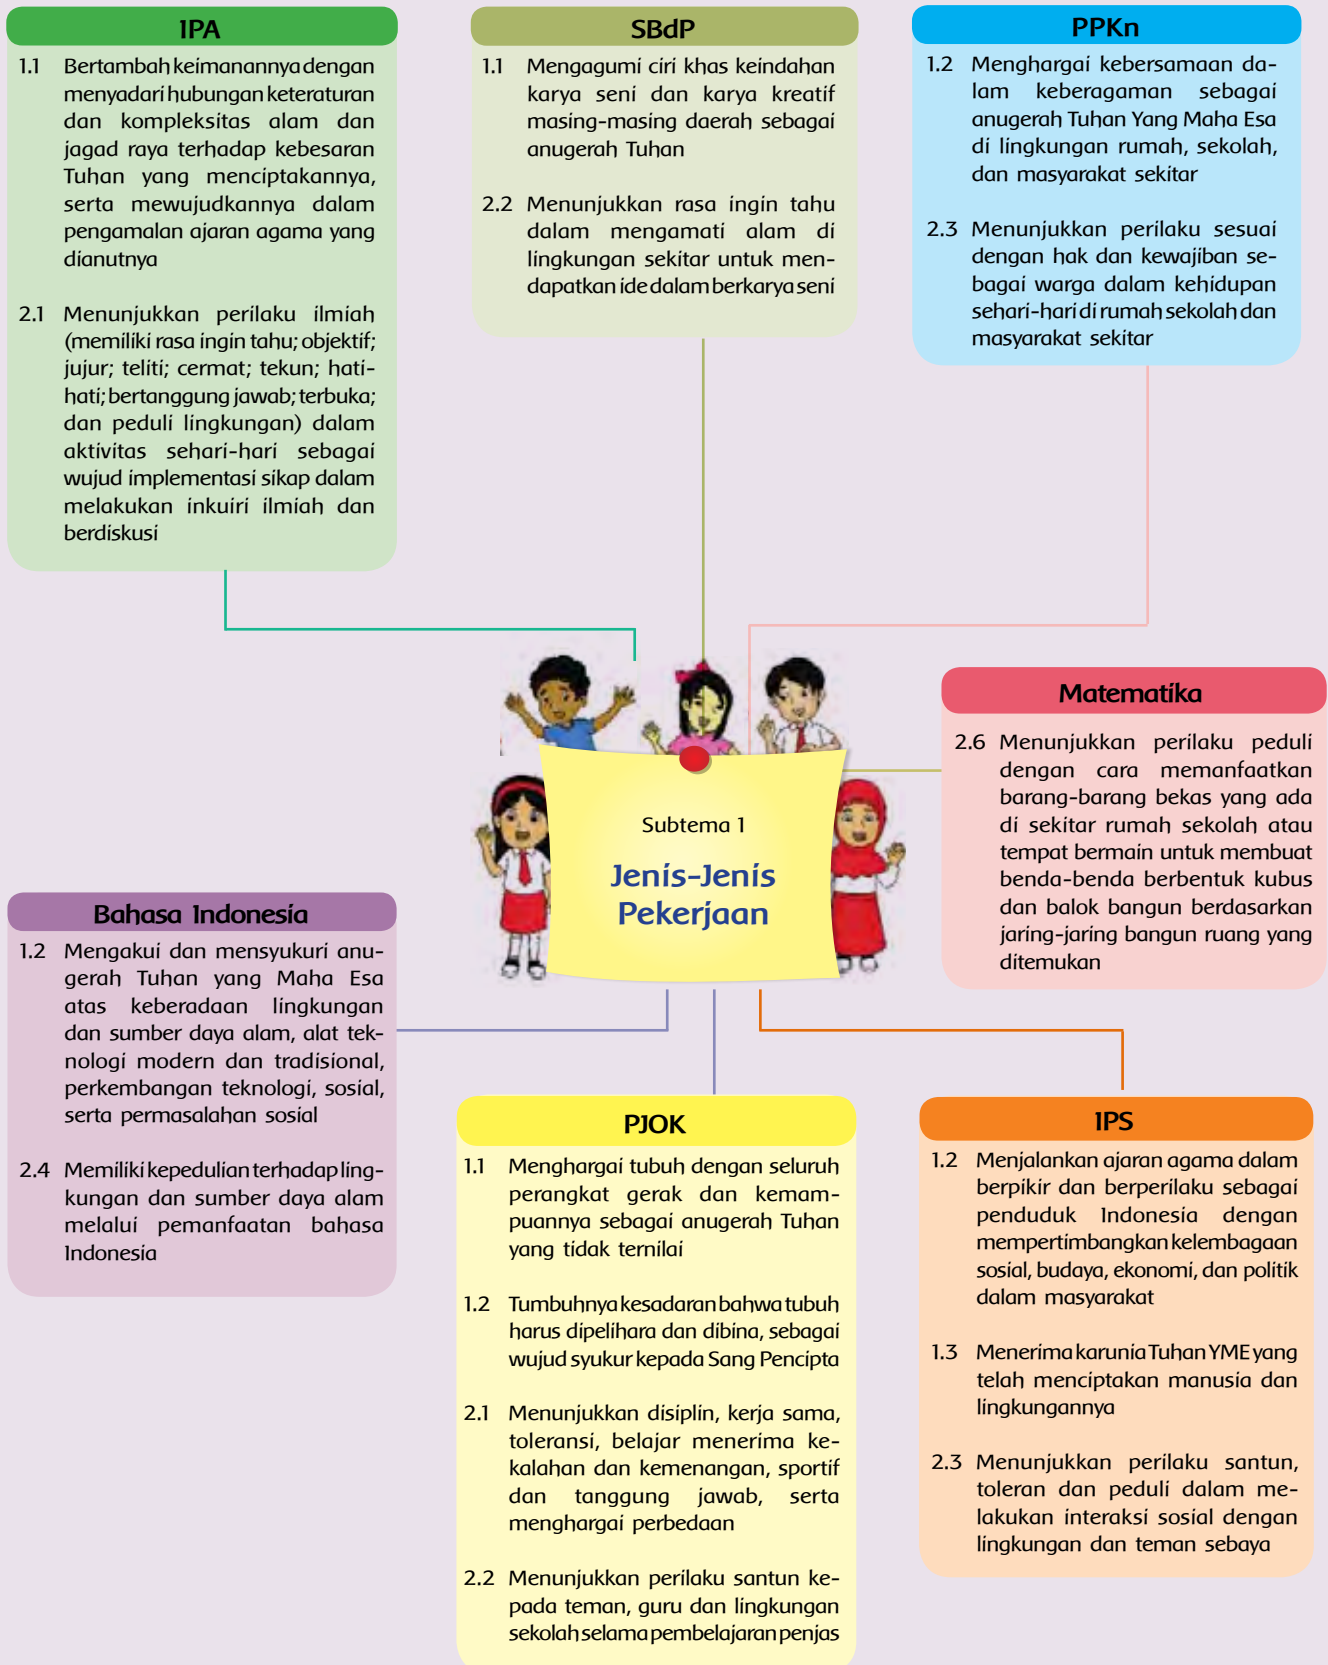 IPA
1.1 Bertambah keimanannya dengan
menyadari hubungan keteraturan
dan kompleksitas alam dan
jagad raya terhadap kebesaran
Tuhan yang menciptakannya,
serta mewujudkannya dalam
pengamalan ajaran agama yang
dianutnya
2.1 Menunjukkan perilaku ilmiah
(memiliki rasa ingin tahu; objektif;
jujur; teliti; cermat; tekun; hati-
hati; bertanggung jawab; terbuka;
dan peduli lingkungan) dalam
aktivitas sehari-hari sebagai
wujud implementasi sikap dalam
melakukan inkuiri ilmiah dan
berdiskusi
SBdP
1.1 Mengagumi ciri khas keindahan
karya seni dan karya kreatif
masing-masing daerah sebagai
anugerah Tuhan
2.2 Menunjukkan rasa ingin tahu
dalam mengamati alam di
lingkungan sekitar untuk men-
dapatkan ide dalam berkarya seni
PPKn
1.2 Menghargai kebersamaan da-
lam keberagaman sebagai
anugerah Tuhan Yang Maha Esa
di lingkungan rumah, sekolah,
dan masyarakat sekitar
2.3 Menunjukkan perilaku sesuai
dengan hak dan kewajiban se-
bagai warga dalam kehidupan
sehari-hari di rumah sekolah dan
masyarakat sekitar
Subtema 1
Jenis-Jenis
Pekerjaan
Matematika
2.6 Menunjukkan perilaku peduli
dengan cara memanfaatkan
barang-barang bekas yang ada
di sekitar rumah sekolah atau
tempat bermain untuk membuat
benda-benda berbentuk kubus
dan balok bangun berdasarkan
jaring-jaring bangun ruang yang
ditemukan
Bahasa Indonesia
1.2 Mengakui dan mensyukuri anu-
gerah Tuhan yang Maha Esa
atas keberadaan lingkungan
dan sumber daya alam, alat tek-
nologi modern dan tradisional,
perkembangan teknologi, sosial,
serta permasalahan sosial
2.4 Memiliki kepedulian terhadap ling-
kungan dan sumber daya alam
melalui pemanfaatan bahasa
Indonesia
PJOK
1.1 Menghargai tubuh dengan seluruh
perangkat gerak dan kemam-
puannya sebagai anugerah Tuhan
yang tidak ternilai
1.2 Tumbuhnya kesadaran bahwa tubuh
harus dipelihara dan dibina, sebagai
wujud syukur kepada Sang Pencipta
2.1 Menunjukkan disiplin, kerja sama,
toleransi, belajar menerima ke-
kalahan dan kemenangan, sportif
dan tanggung jawab, serta
menghargai perbedaan
2.2 Menunjukkan perilaku santun ke-
pada teman, guru dan lingkungan
sekolah selama pembelajaran penjas
IPS
1.2 Menjalankan ajaran agama dalam
berpikir dan berperilaku sebagai
penduduk Indonesia dengan
mempertimbangkan kelembagaan
sosial, budaya, ekonomi, dan politik
dalam masyarakat
1.3 Menerima karunia Tuhan YME yang
telah menciptakan manusia dan
lingkungannya
2.3 Menunjukkan perilaku santun,
toleran dan peduli dalam me-
lakukan interaksi sosial dengan
lingkungan dan teman sebaya